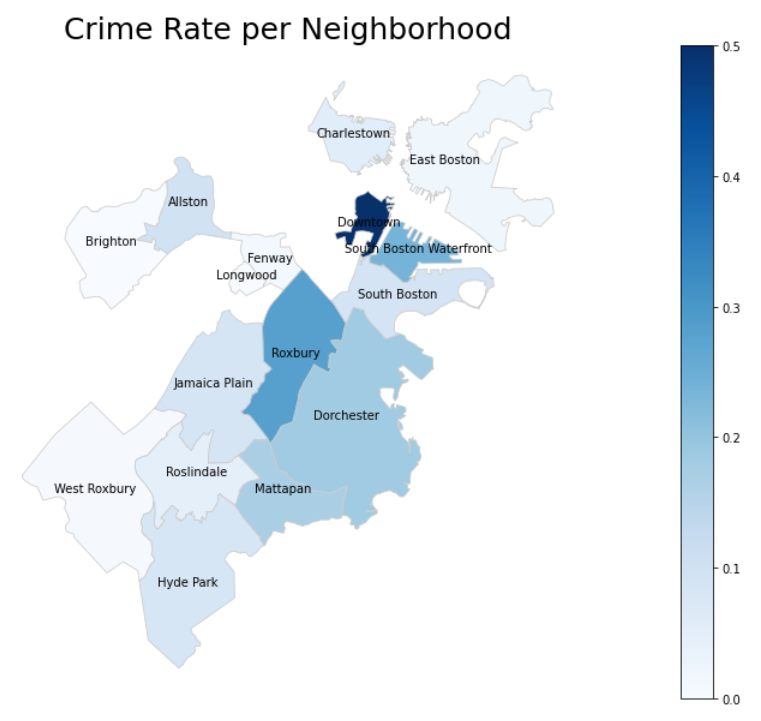 Crime Rate per Neighborhood
0.5
Charlestown
East Boston
0.4
Allston
Downtown
Brighton
South Boston Waterfront
Fenway
Longwood
South Boston
0.3
Roxbury
Jamaica Plain
Dorchester
0.2
Roslindale
West Roxbury
Mattapan
0.1
Hyde Park
0.0